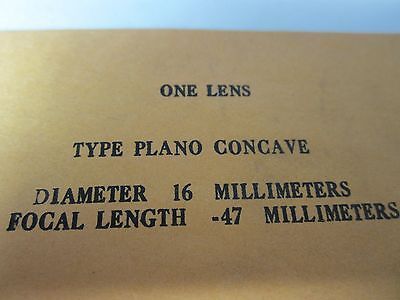 ONE LENS
TYPE PLANO CONCAVE
DIAMETER 16 MILLIMETERS
FOCAL LENGTH -47 MILLIMETERS